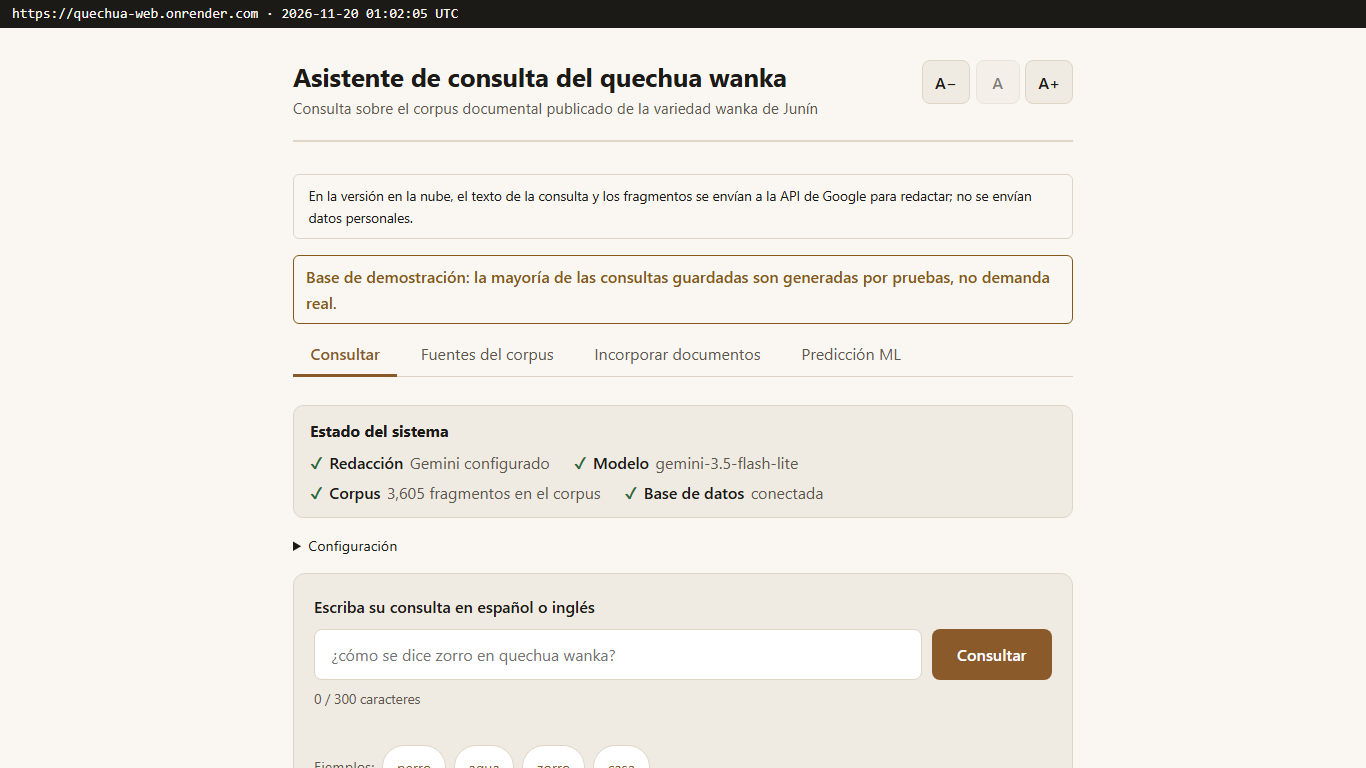 https://quechua-web.onrender.com · 2026-11-20 01:02:05 UTC
Asistente de consulta del quechua wanka
A−
A
A+
Consulta sobre el corpus documental publicado de la variedad wanka de Junín
En la versión en la nube, el texto de la consulta y los fragmentos se envían a la API de Google para redactar; no se envían
datos personales.
Base de demostración: la mayoría de las consultas guardadas son generadas por pruebas, no demanda
real.
Consultar Fuentes del corpus Incorporar documentos Predicción ML
Estado del sistema
✓ Redacción Gemini configurado ✓ Modelo gemini-3.5-flash-lite
✓ Corpus 3,605 fragmentos en el corpus ✓ Base de datos conectada
▶ Configuración
Escriba su consulta en español o inglés
¿cómo se dice zorro en quechua wanka? Consultar
0 / 300 caracteres
Ejemplos: perro agua zorro casa